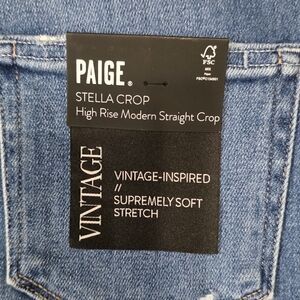 PAIGE®
FSC
STELLA CROP
High Rise Modern Straight Crop
VINTAGE
VINTAGE-INSPIRED
//
SUPREMELY SOFT
STRETCH